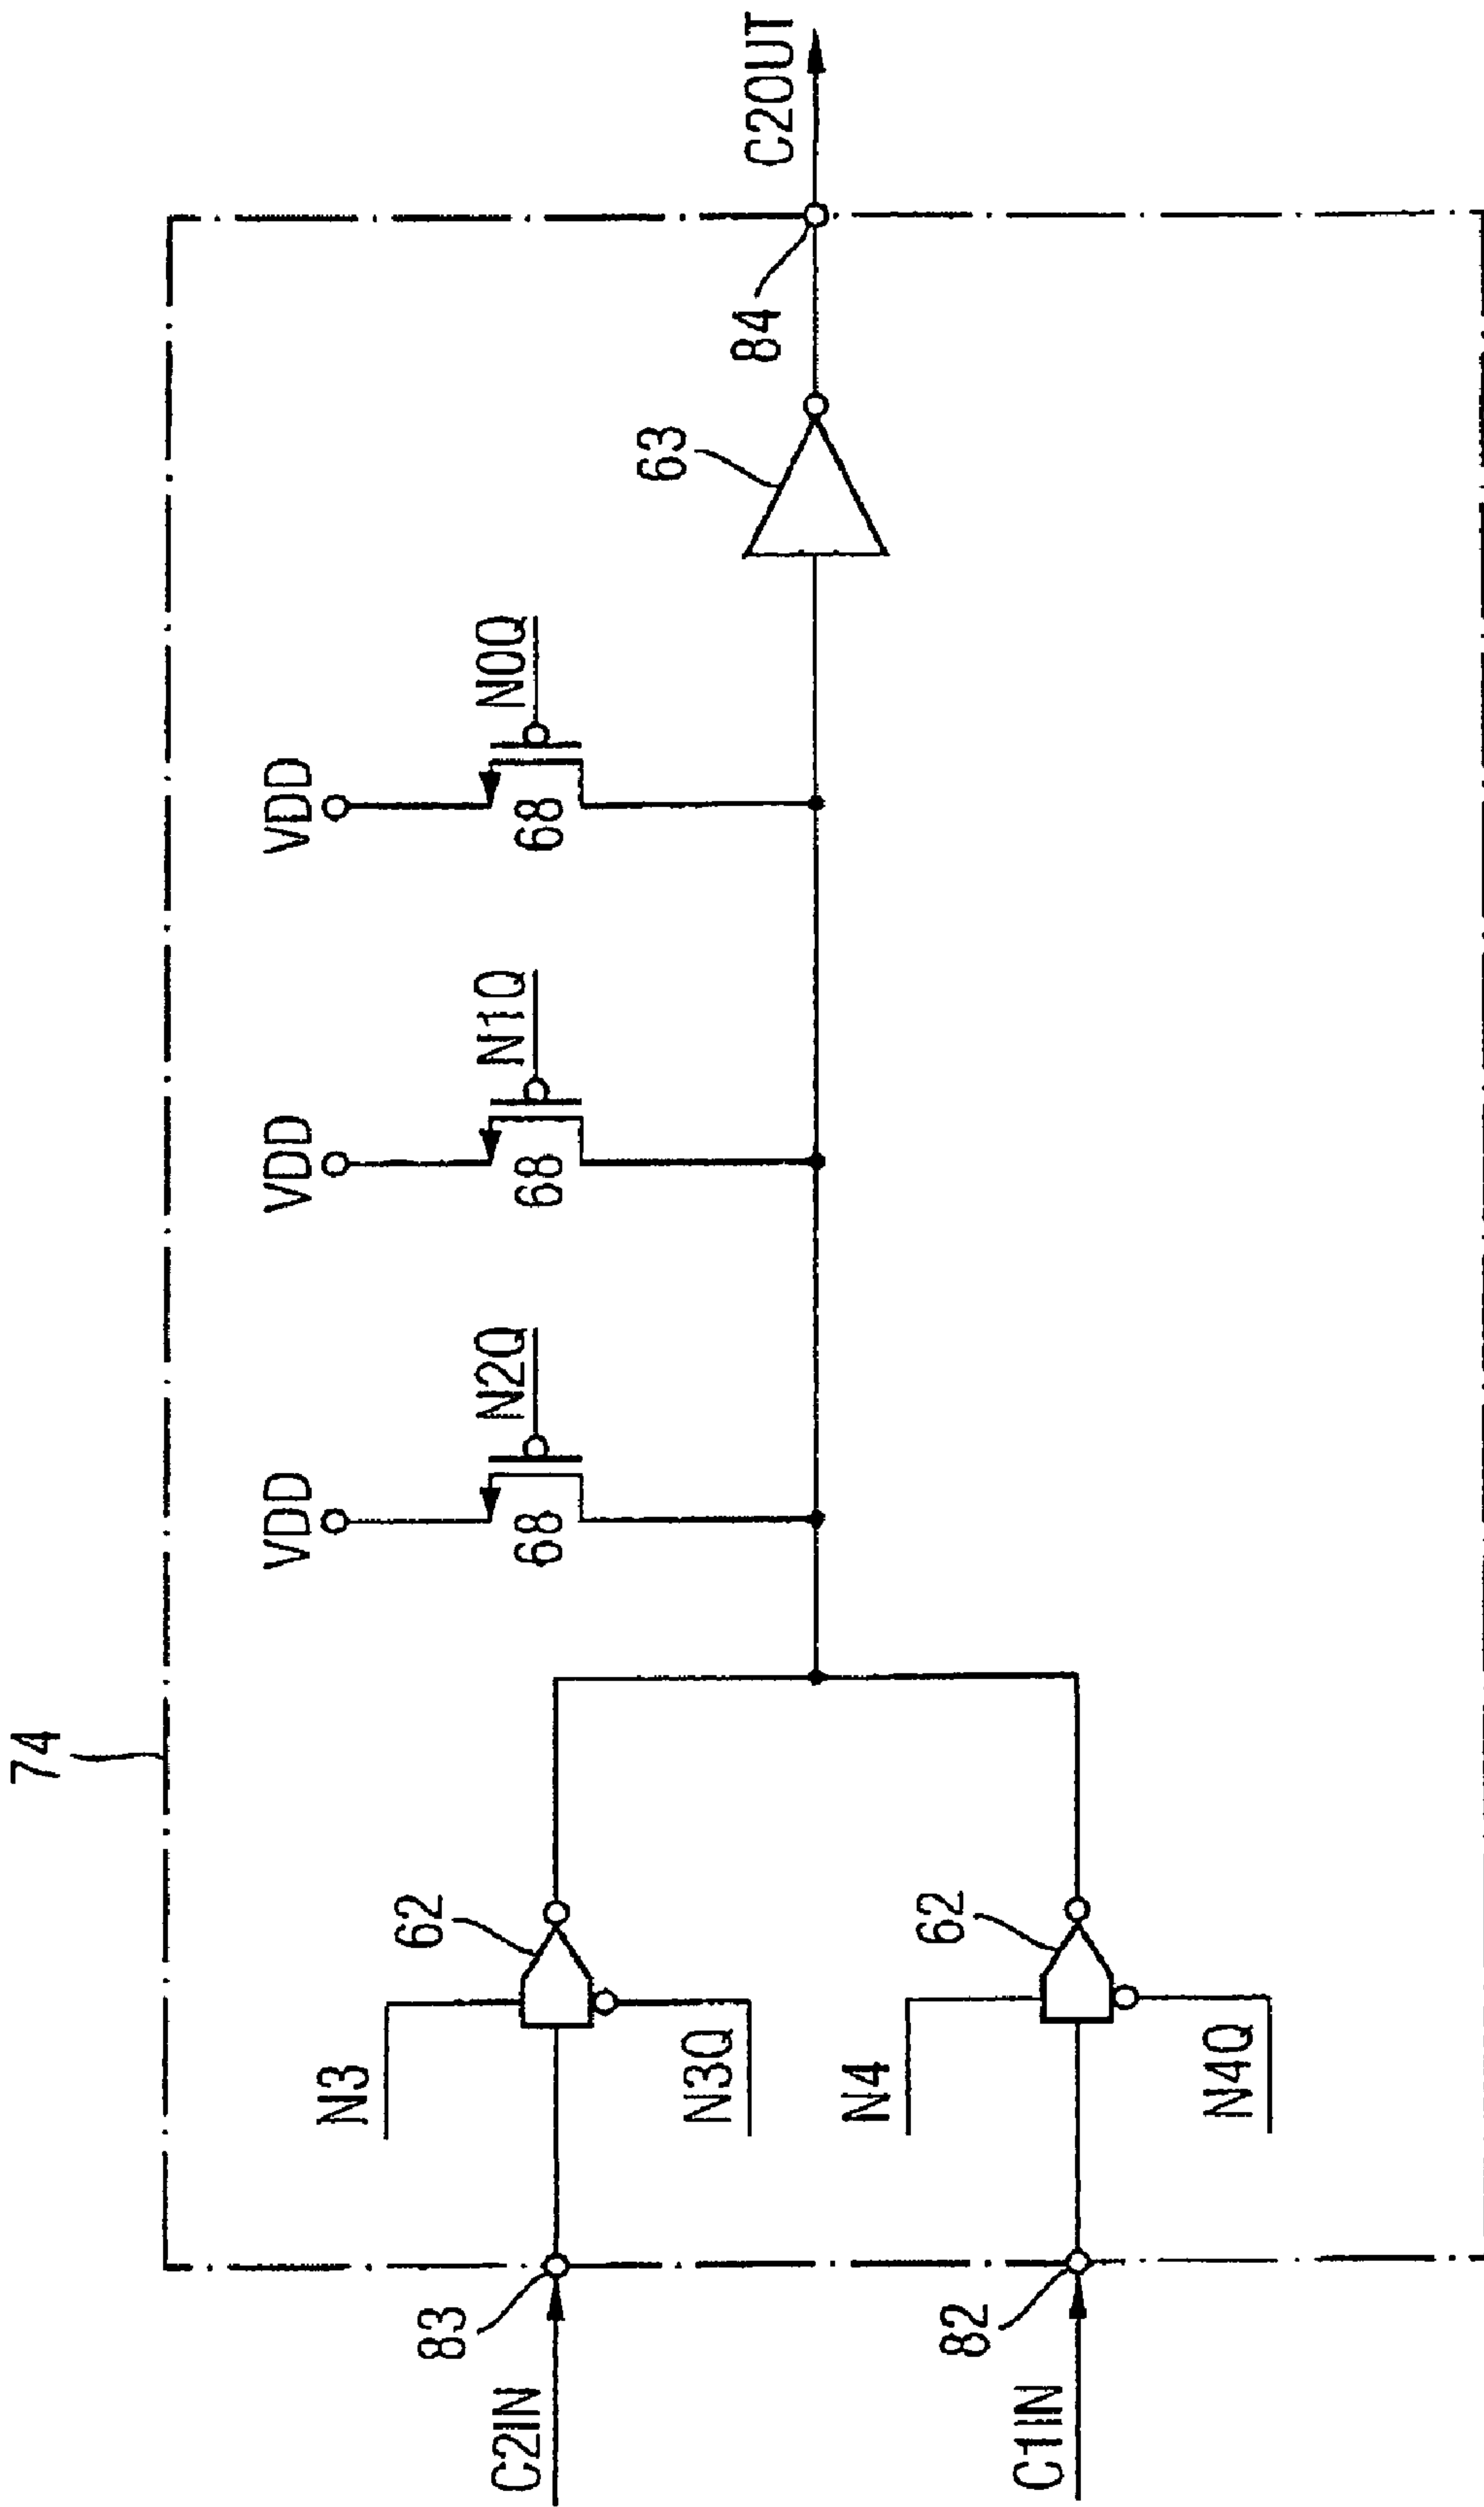 74
VDD
VDD
VDD
N3
62
N2Q
N1Q
N0Q
68
68
68
83
C2IN
N3Q
63
84
C2OUT
N4
62
82
C1IN
N4Q